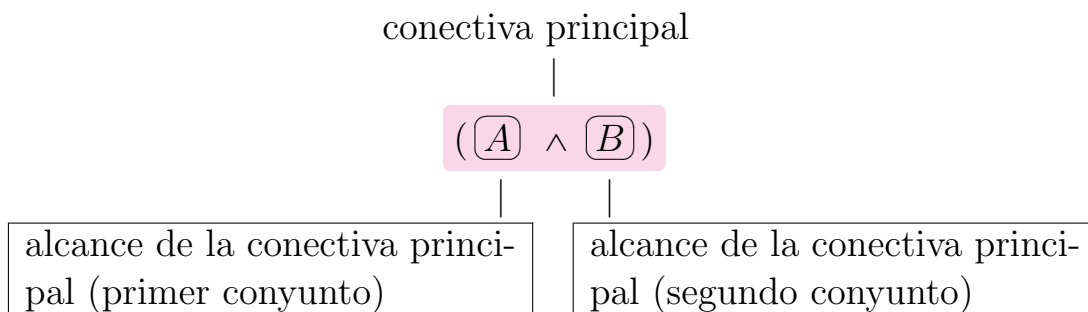 conectiva principal
(A ∧ B)
alcance de la conectiva princi-
pal (primer conyunto)
alcance de la conectiva princi-
pal (segundo conyunto)